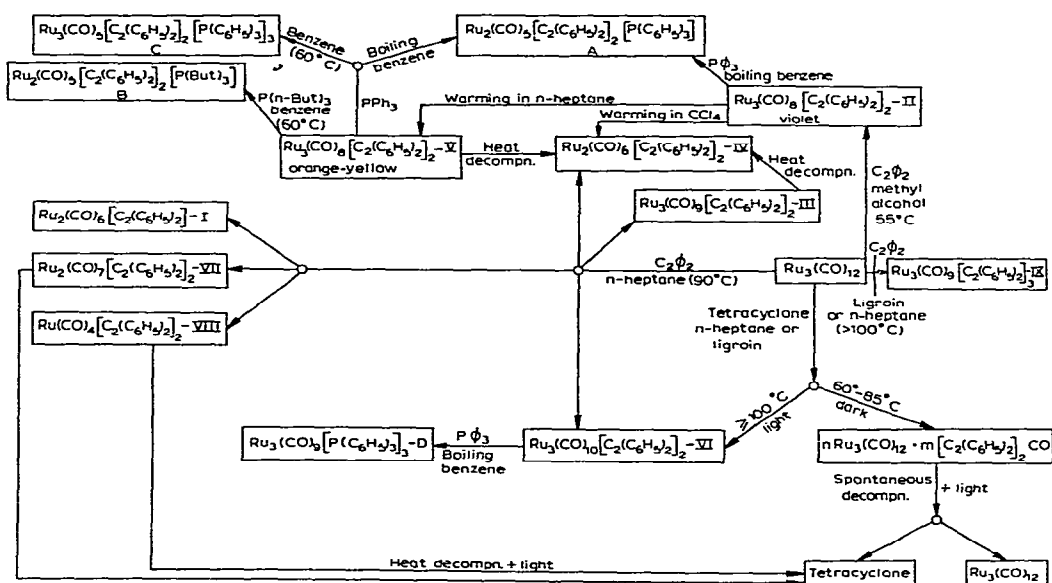 Ru₃(CO)₅[C₂(C₆H₅)₂]₂[P(C₆H₅)₃]₃
C
Benzene
(60°C)
Boiling
benzene
Ru₂(CO)₅[C₂(C₆H₅)₂]₂[P(C₆H₅)₃]
A
Ru₂(CO)₅[C₂(C₆H₅)₂]₂[P(But)₃]
B
P(n-But)₃
benzene
(60°C)
PPh₃
Pϕ₃
boiling benzene
Warming in n-heptane
Warming in CCl₄
Ru₃(CO)₈[C₂(C₆H₅)₂]₂-II
violet
Ru₃(CO)₈[C₂(C₆H₅)₂]₂-V
orange-yellow
Heat
decompn.
Ru₂(CO)₆[C₂(C₆H₅)₂]₂-IV
Heat
decompn.
C₂ϕ₂
methyl
alcohol
55°C
Ru₃(CO)₉[C₂(C₆H₅)₂]₂-III
Ru₂(CO)₆[C₂(C₆H₅)₂]-I
Ru₂(CO)₇[C₂(C₆H₅)₂]₂-VII
C₂ϕ₂
n-heptane(90°C)
Ru₃(CO)₁₂
C₂ϕ₂
Ru₃(CO)₉[C₂(C₆H₅)₂]₃-IX
Ligroin
or n-heptane
(>100°C)
Ru(CO)₄[C₂(C₆H₅)₂]₂-VIII
Tetracyclone
n-heptane or
ligroin
≥100°C
light
60°-85°C
dark
Ru₃(CO)₉[P(C₆H₅)₃]₃-D
Pϕ₃
Boiling
benzene
Ru₃(CO)₁₀[C₂(C₆H₅)₂]₂-VI
nRu₃(CO)₁₂·m[C₂(C₆H₅)₂]₂CO
Spontaneous
decompn.
+ light
Heat decompn. + light
Tetracyclone
Ru₃(CO)₁₂